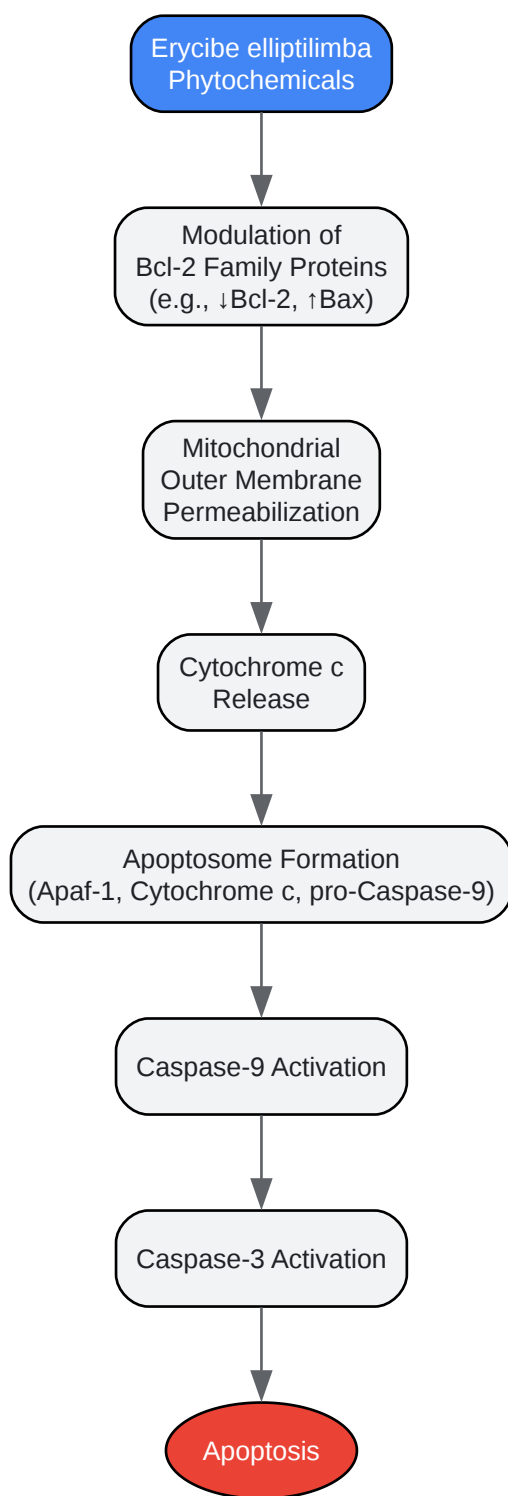 Erycibe elliptilimba
Phytochemicals
Modulation of
Bcl-2 Family Proteins
(e.g., ↓Bcl-2, ↑Bax)
Mitochondrial
Outer Membrane
Permeabilization
Cytochrome c
Release
Apoptosome Formation
(Apaf-1, Cytochrome c, pro-Caspase-9)
Caspase-9 Activation
Caspase-3 Activation
Apoptosis